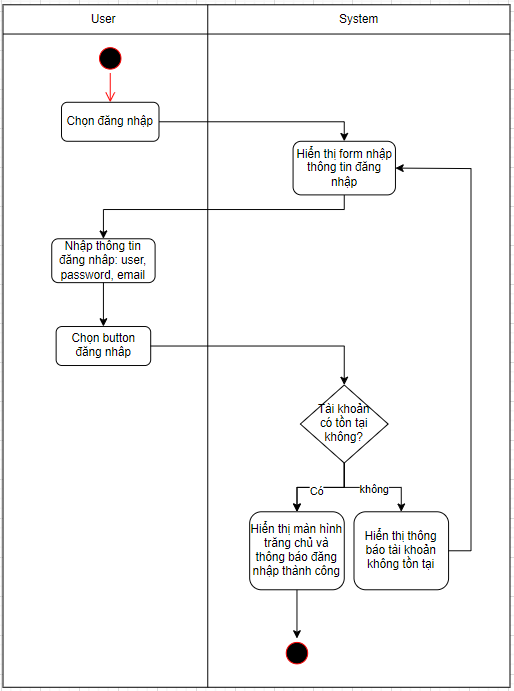 User
System
Chọn đăng nhập
Hiển thị form nhập
thông tin đăng
nhập
Nhập thông tin
đăng nhập: user,
password, email
Chọn button
đăng nhập
Tài khoản
có tồn tại
không?
Có
không
Hiển thị màn hình
trăng chủ và
thông báo đăng
nhập thành công
Hiển thị thông
báo tài khoản
không tồn tại